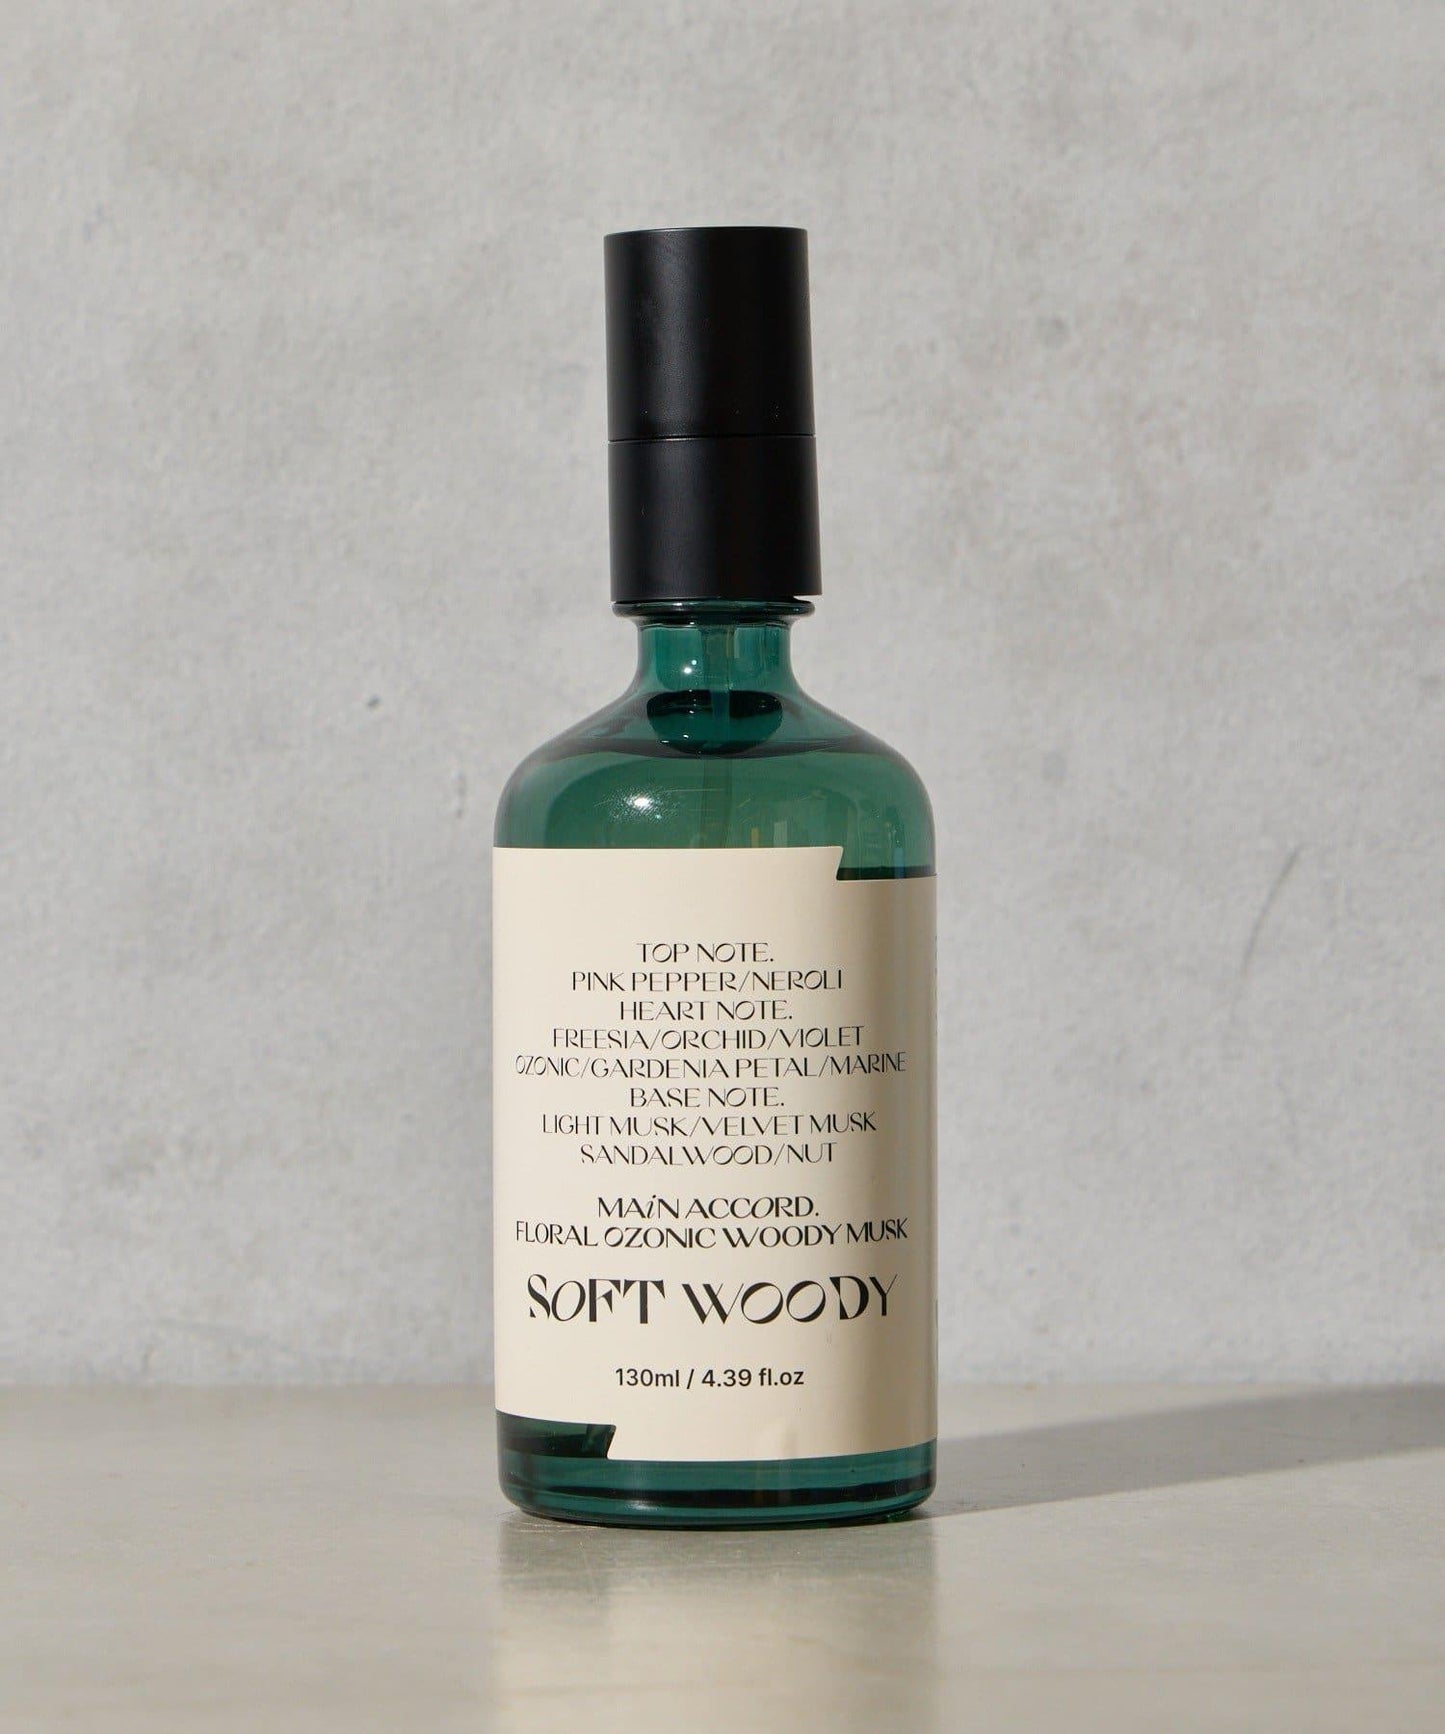 TOP NOTE.
PINK PEPPER/NEROLI
HEART NOTE.
FREESIA/ORCHID/VIOLET
OZONIC/GARDENIA PETAL/MARINE
BASE NOTE.
LIGHT MUSK/VELVET MUSK
SANDALWOOD/NUT
MAiN ACCORD.
FLORAL OZONIC WOODY MUSK
SOFT WOODY
130ml / 4.39 fl.oz